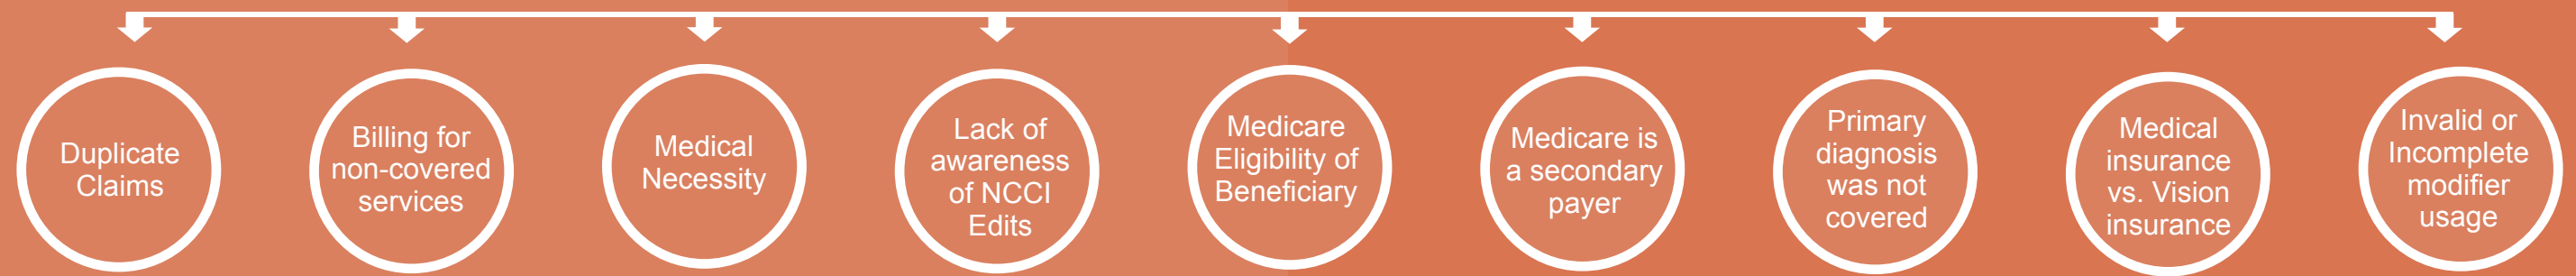 Duplicate
Claims
Billing for
non-covered
services
Medical
Necessity
Lack of
awareness
of NCCI
Edits
Medicare
Eligibility of
Beneficiary
Medicare is
a secondary
payer
Primary
diagnosis
was not
covered
Medical
insurance
vs. Vision
insurance
Invalid or
Incomplete
modifier
usage